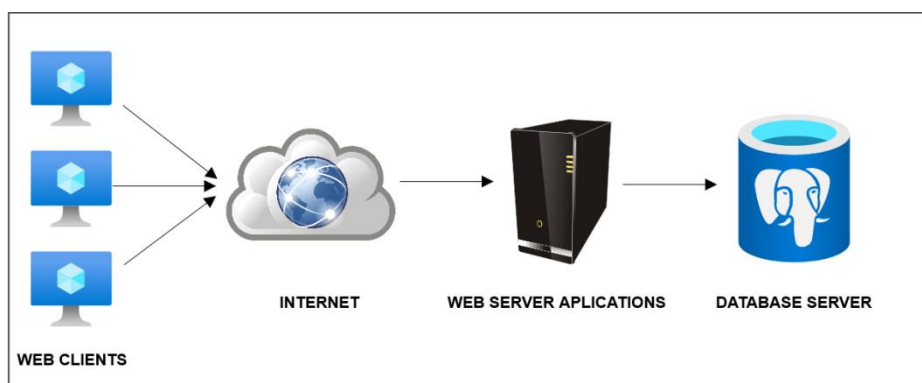 INTERNET
WEB SERVER APLICATIONS
DATABASE SERVER
WEB CLIENTS